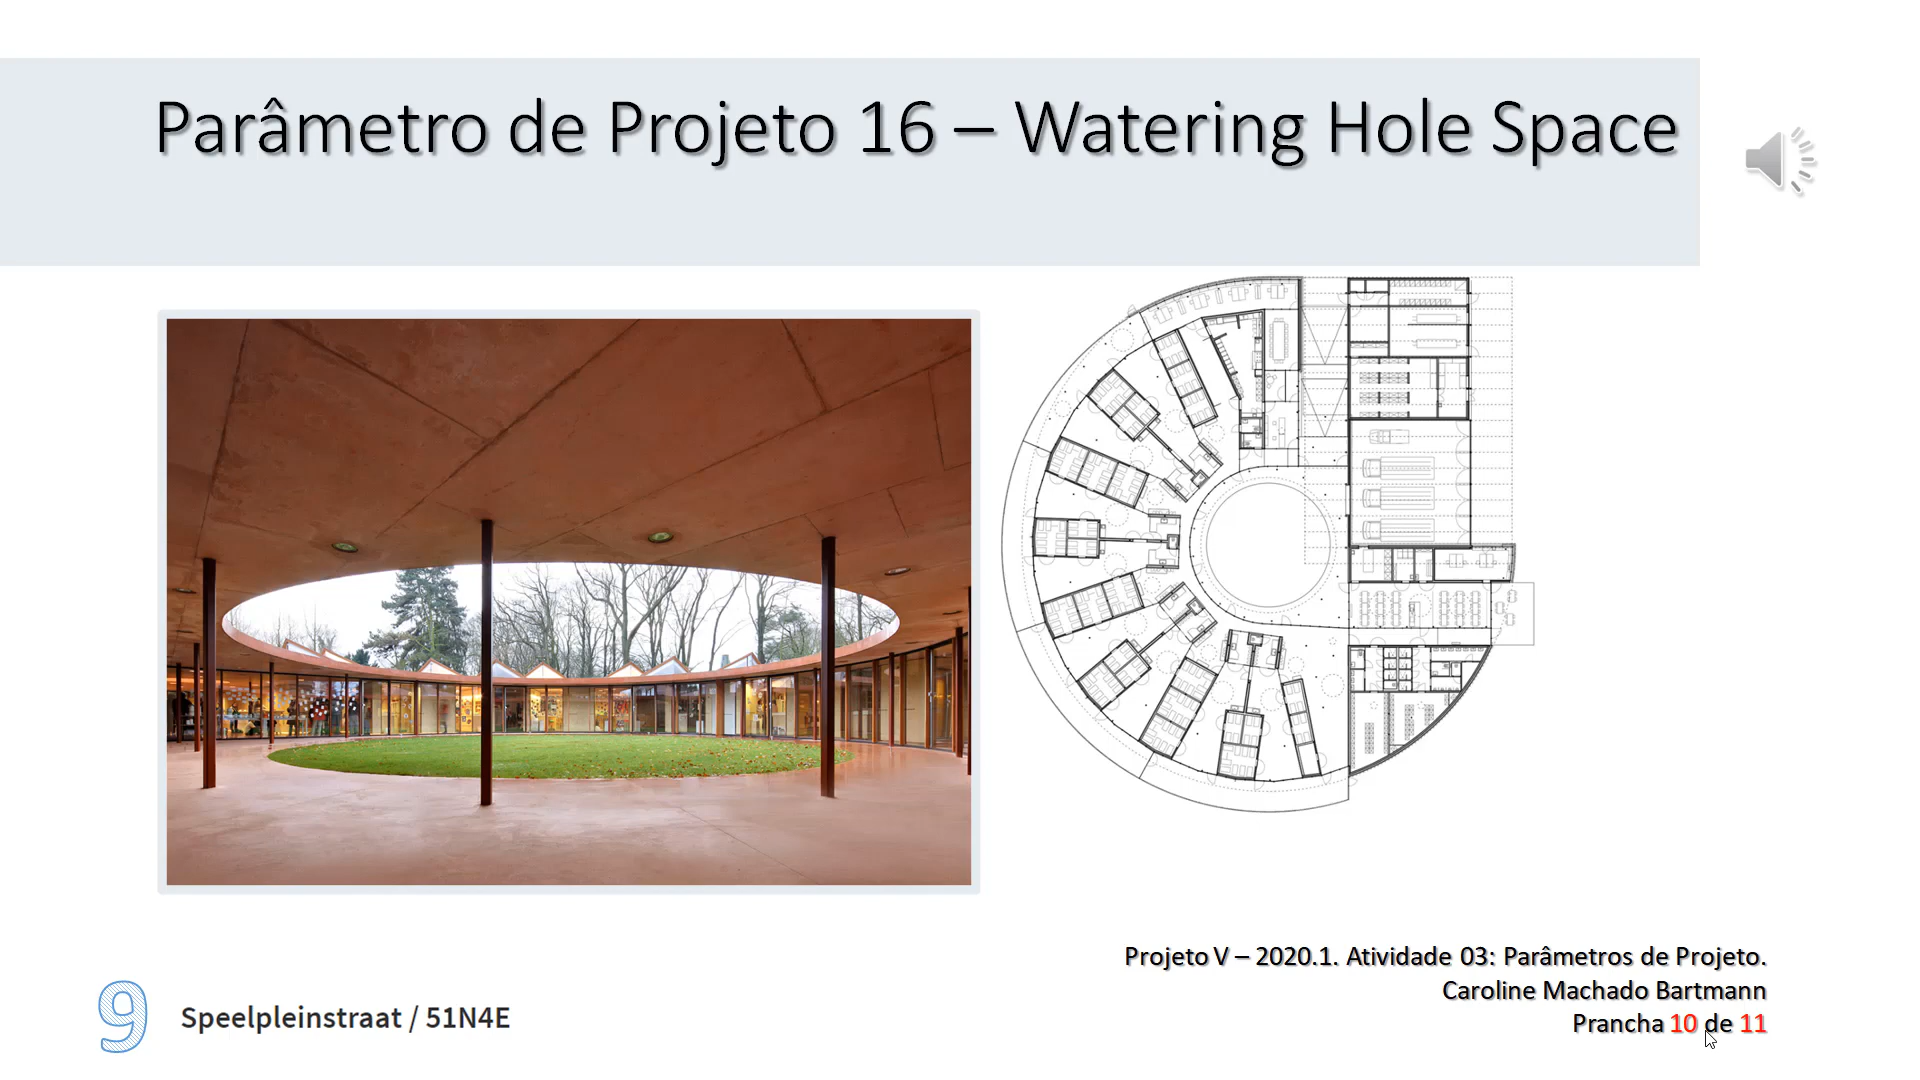 Parâmetro de Projeto 16 – Watering Hole Space
Projeto V – 2020.1. Atividade 03: Parâmetros de Projeto.
Caroline Machado Bartmann
Prancha 10 de 11
9
Speelpleinstraat / 51N4E